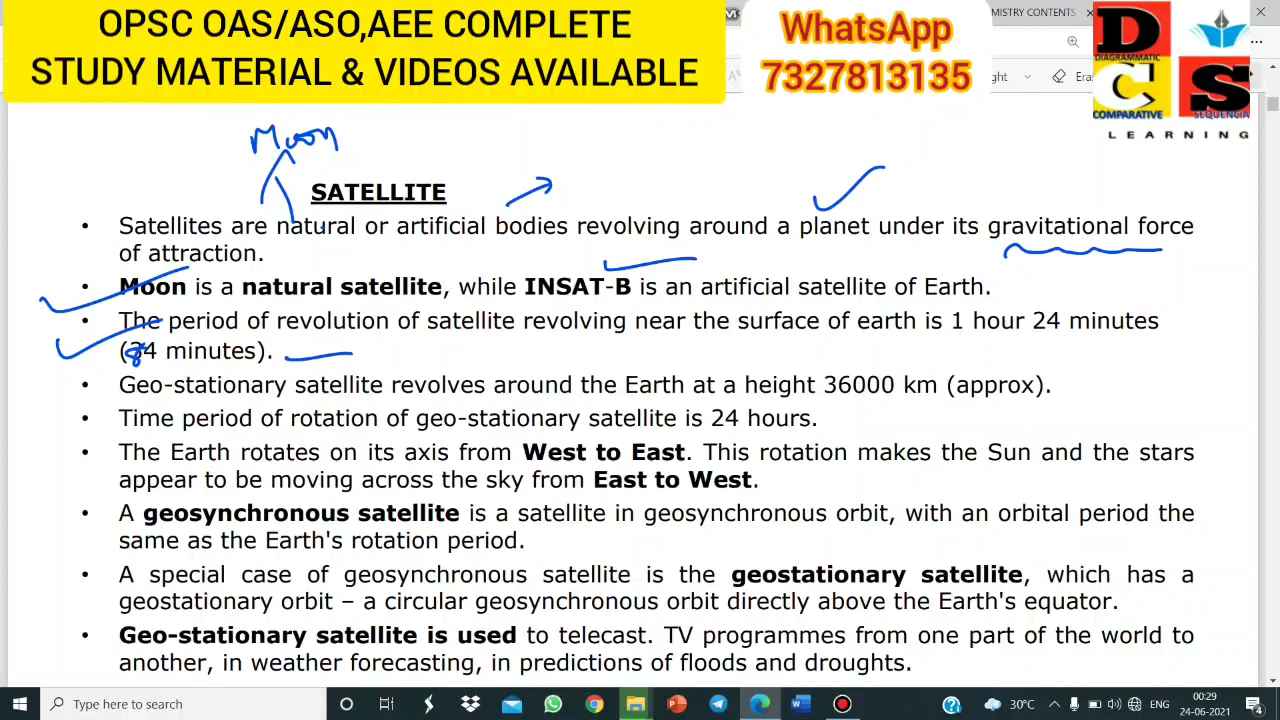 OPSC OAS/ASO,AEE COMPLETE
STUDY MATERIAL & VIDEOS AVAILABLE
WhatsApp
7327813135
MISTRY CONTENTS
D
DIAGRAMMATIC
C
COMPARATIVE
S
SEQUENCIA
LEARNING
ght
Era
Moon
SATELLITE
• Satellites are natural or artificial bodies revolving around a planet under its gravitational force
of attraction.
• Moon is a natural satellite, while INSAT-B is an artificial satellite of Earth.
• The period of revolution of satellite revolving near the surface of earth is 1 hour 24 minutes
(84 minutes).
• Geo-stationary satellite revolves around the Earth at a height 36000 km (approx).
• Time period of rotation of geo-stationary satellite is 24 hours.
• The Earth rotates on its axis from West to East. This rotation makes the Sun and the stars
appear to be moving across the sky from East to West.
• A geosynchronous satellite is a satellite in geosynchronous orbit, with an orbital period the
same as the Earth's rotation period.
• A special case of geosynchronous satellite is the geostationary satellite, which has a
geostationary orbit – a circular geosynchronous orbit directly above the Earth's equator.
• Geo-stationary satellite is used to telecast. TV programmes from one part of the world to
another, in weather forecasting, in predictions of floods and droughts.
Type here to search
30°C
ENG
00:29
24-06-2021
4